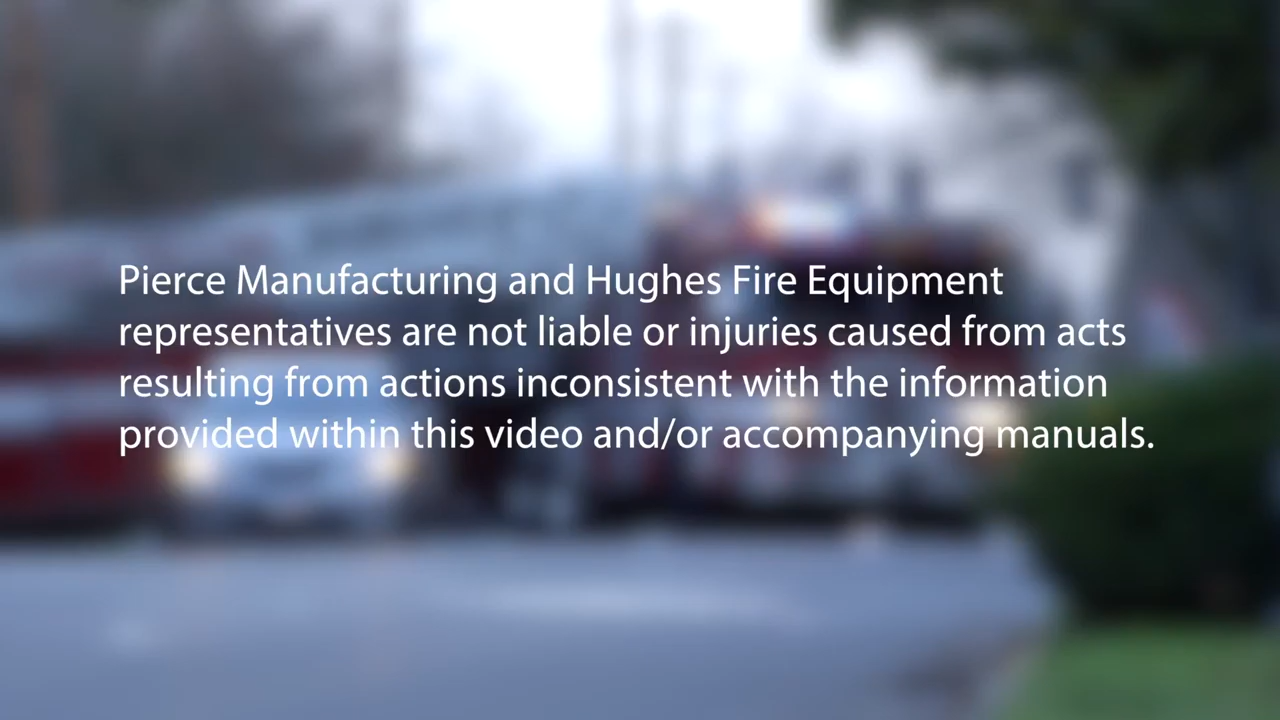 Pierce Manufacturing and Hughes Fire Equipment
representatives are not liable or injuries caused from acts
resulting from actions inconsistent with the information
provided within this video and/or accompanying manuals.